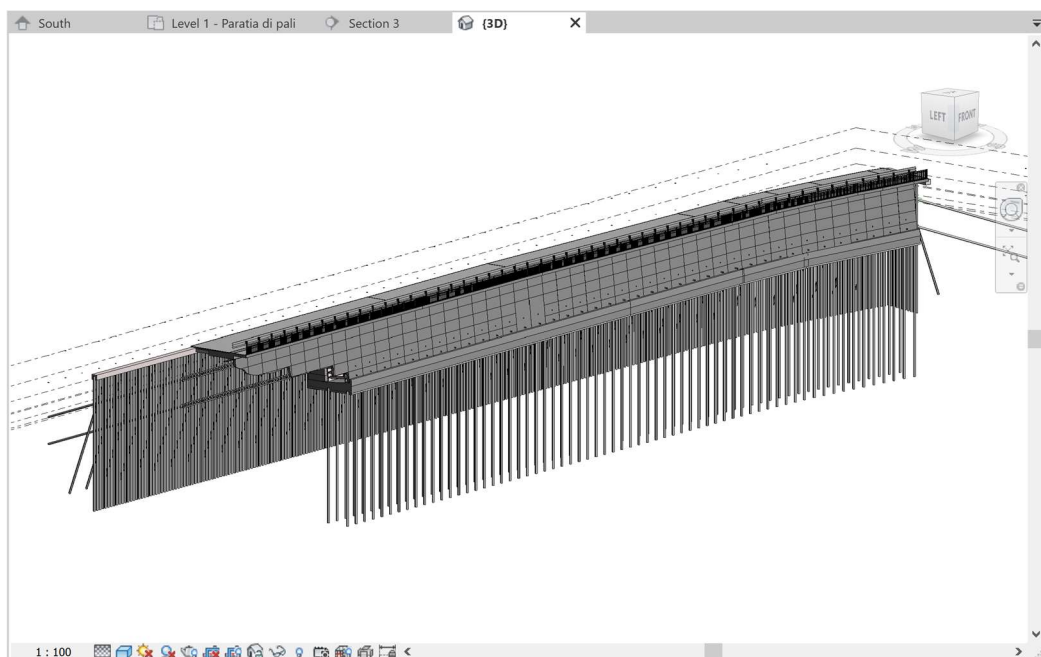 South
Level 1 - Paratia di pali
Section 3
{3D}
LEFT
FRONT
1 : 100